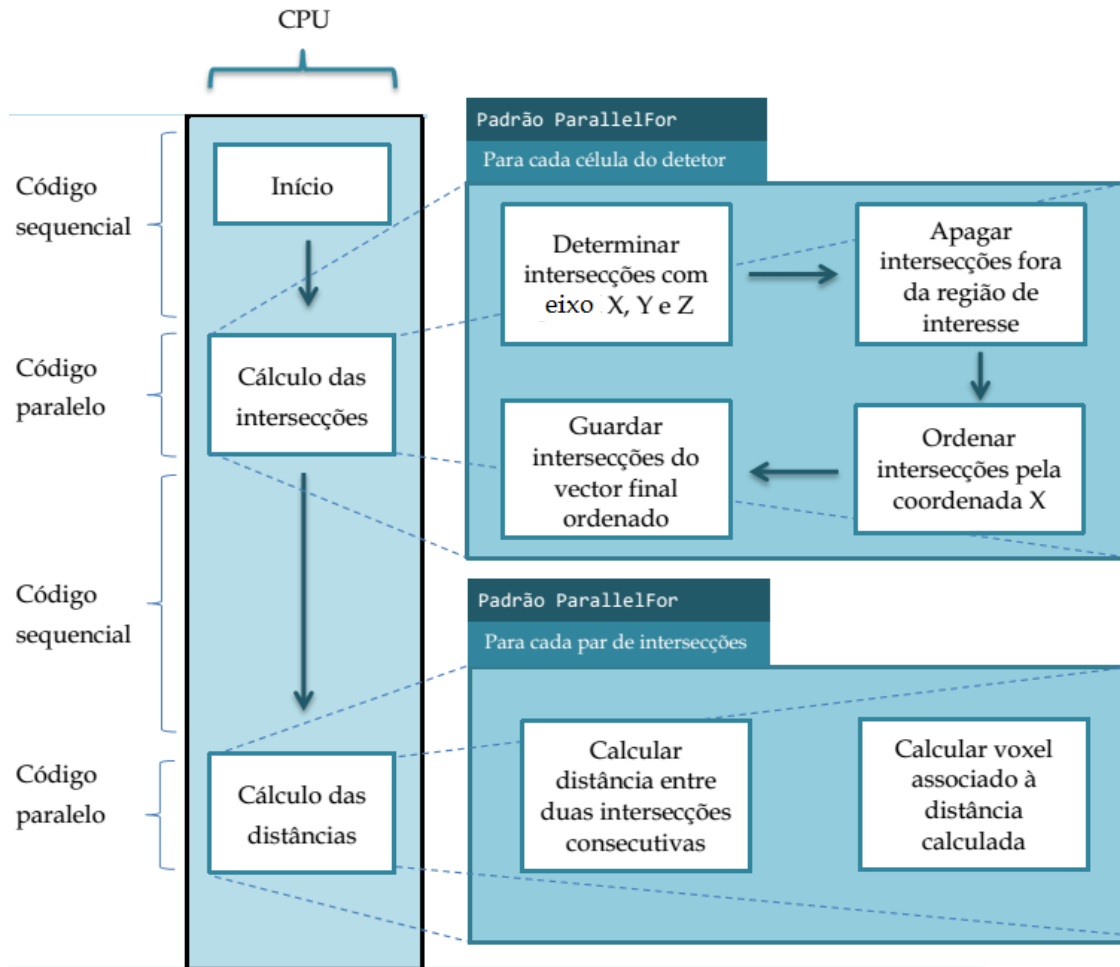 CPU
Código
sequencial
Início
Código
paralelo
Cálculo das
intersecções
Código
sequencial
Código
paralelo
Cálculo das
distâncias
Padrão ParallelFor
Para cada célula do detetor
Determinar
intersecções com
eixo X, Y e Z
Apagar
intersecções fora
da região de
interesse
Ordenar
intersecções pela
coordenada X
Guardar
intersecções do
vector final
ordenado
Padrão ParallelFor
Para cada par de intersecções
Calcular
distância entre
duas intersecções
consecutivas
Calcular voxel
associado à
distância
calculada